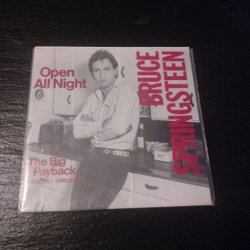 Open
All Night
BRUCE
SPRINGSTEEN
The Big
Payback